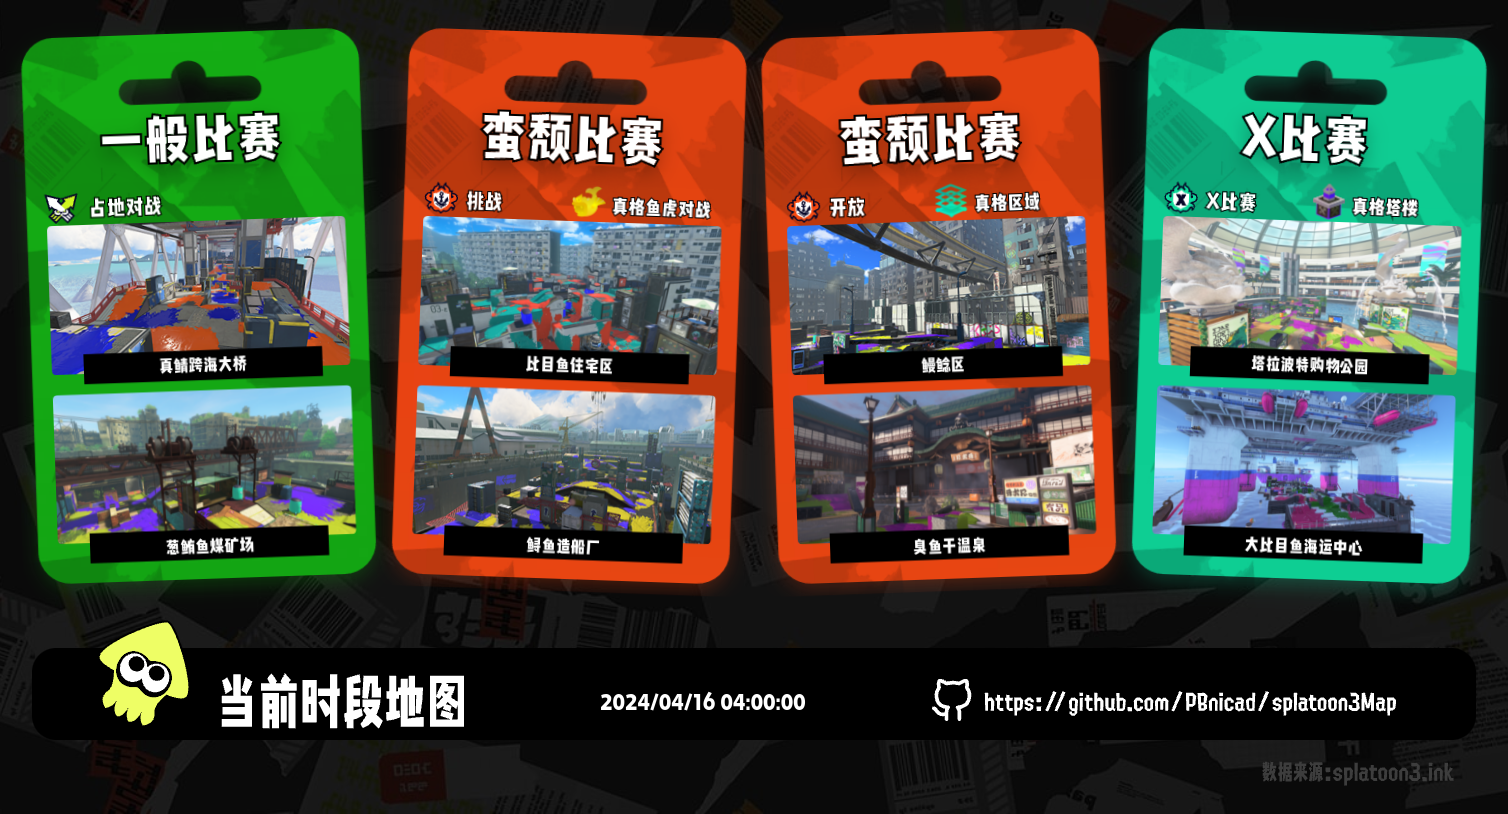 一般比赛
占地对战
真鲭跨海大桥
葱鲔鱼煤矿场
蛮颓比赛
挑战
真格鱼虎对战
比目鱼住宅区
鲟鱼造船厂
蛮颓比赛
开放
真格区域
鳗鲶区
臭鱼干温泉
X比赛
X比赛
真格塔楼
塔拉波特购物公园
大比目鱼海运中心
当前时段地图
2024/04/16 04:00:00
https://github.com/PBnicad/splatoon3Map
数据来源:splatoon3.ink